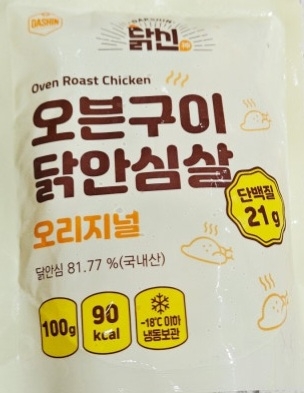 DASHIN
닭신
Oven Roast Chicken
오븐구이
닭안심살
단백질
21g
오리지널
닭안심 81.77 %(국내산)
100g
90
kcal
-18℃ 이하
냉동보관